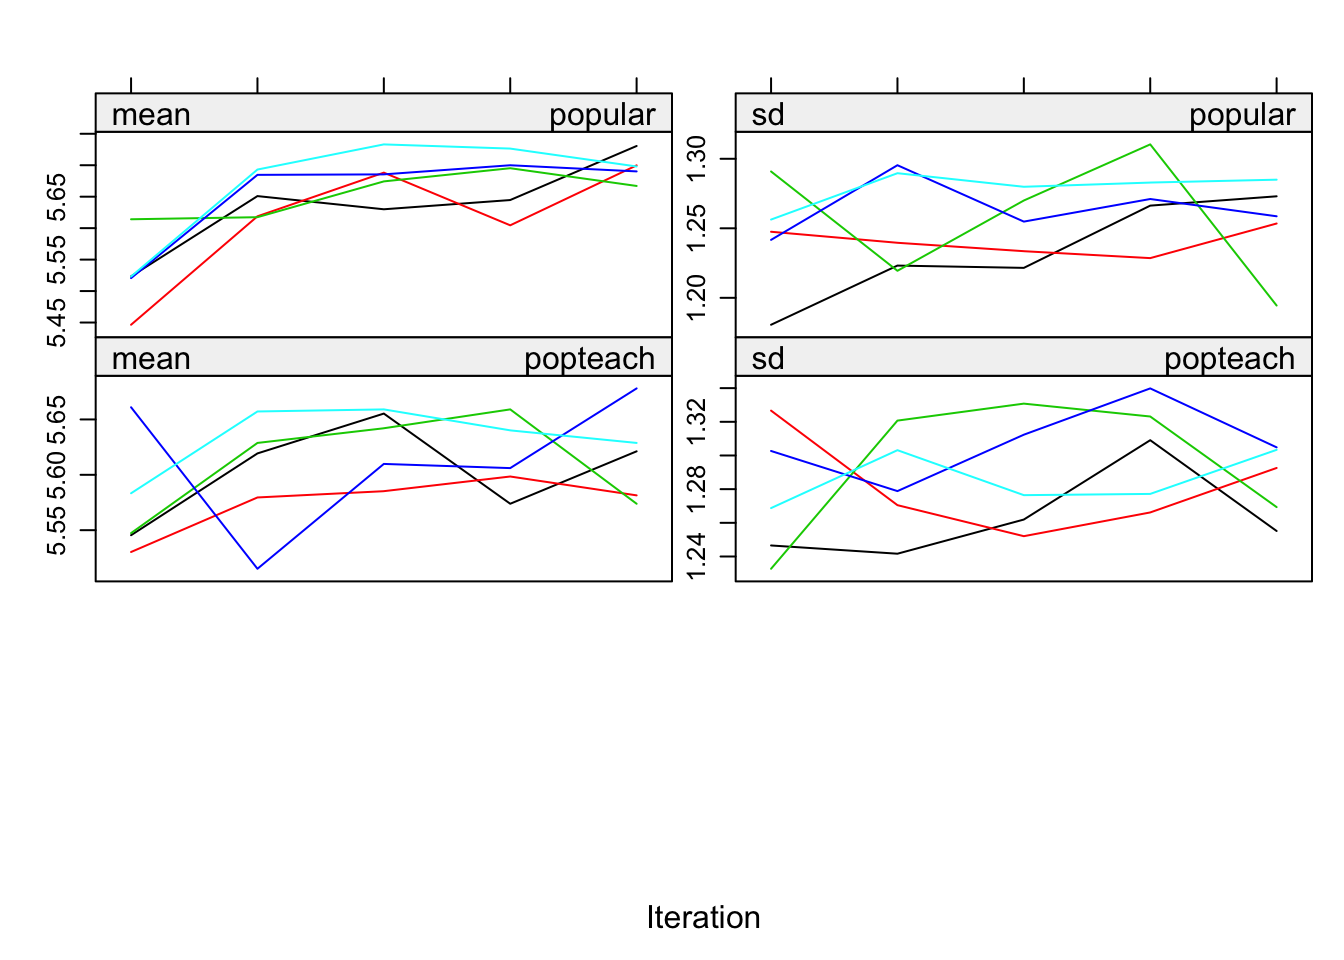 mean popular
5.65
5.55
5.45
sd popular
1.30
1.25
1.20
mean popteach
5.65
5.60
5.55
sd popteach
1.32
1.28
1.24
Iteration